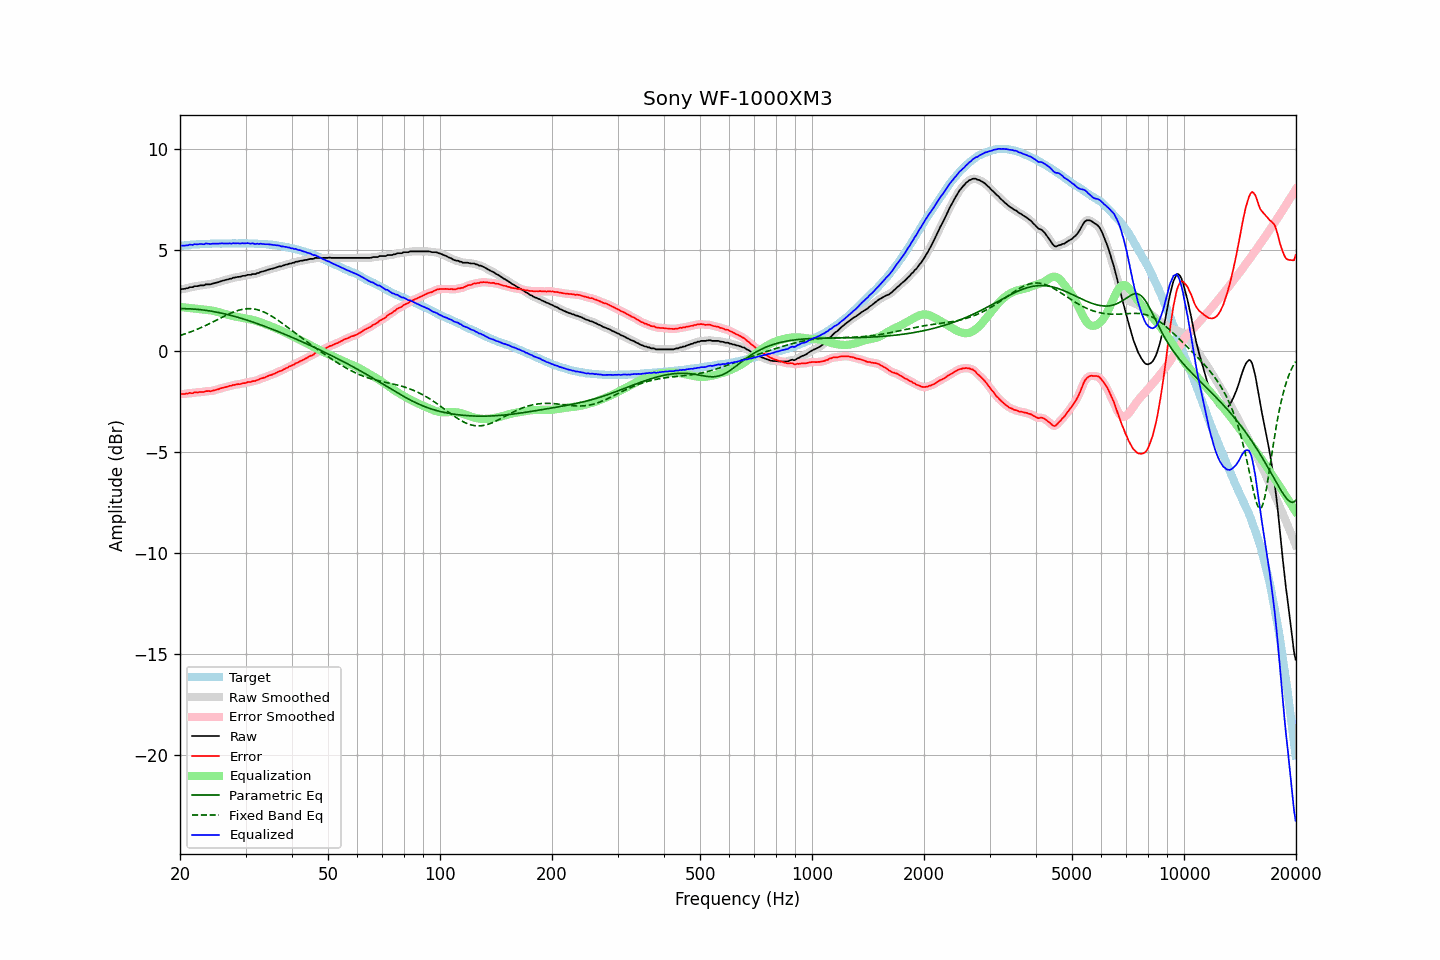 Sony WF-1000XM3
Amplitude (dBr)
10
5
0
−5
−10
−15
−20
Target
Raw Smoothed
Error Smoothed
Raw
Error
Equalization
Parametric Eq
Fixed Band Eq
Equalized
20 50 100 200 500 1000 2000 5000 10000 20000
Frequency (Hz)